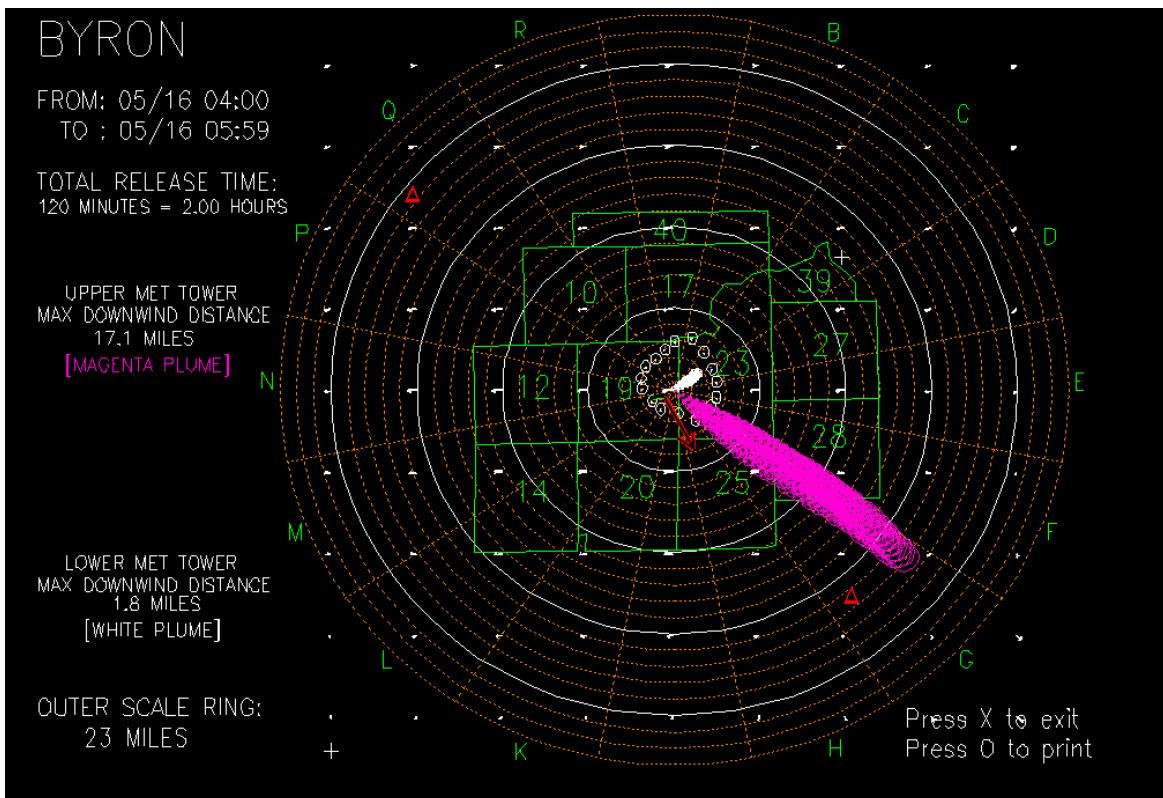 BYRON
FROM: 05/16 04:00
TO : 05/16 05:59
TOTAL RELEASE TIME:
120 MINUTES = 2.00 HOURS
UPPER MET TOWER
MAX DOWNWIND DISTANCE
17.1 MILES
[MAGENTA PLUME]
LOWER MET TOWER
MAX DOWNWIND DISTANCE
1.8 MILES
[WHITE PLUME]
OUTER SCALE RING:
23 MILES
R
B
Q
C
P
D
N
E
M
F
L
G
K
H
40
10
17
39
27
23
12
19
28
14
20
25
Press X to exit
Press O to print